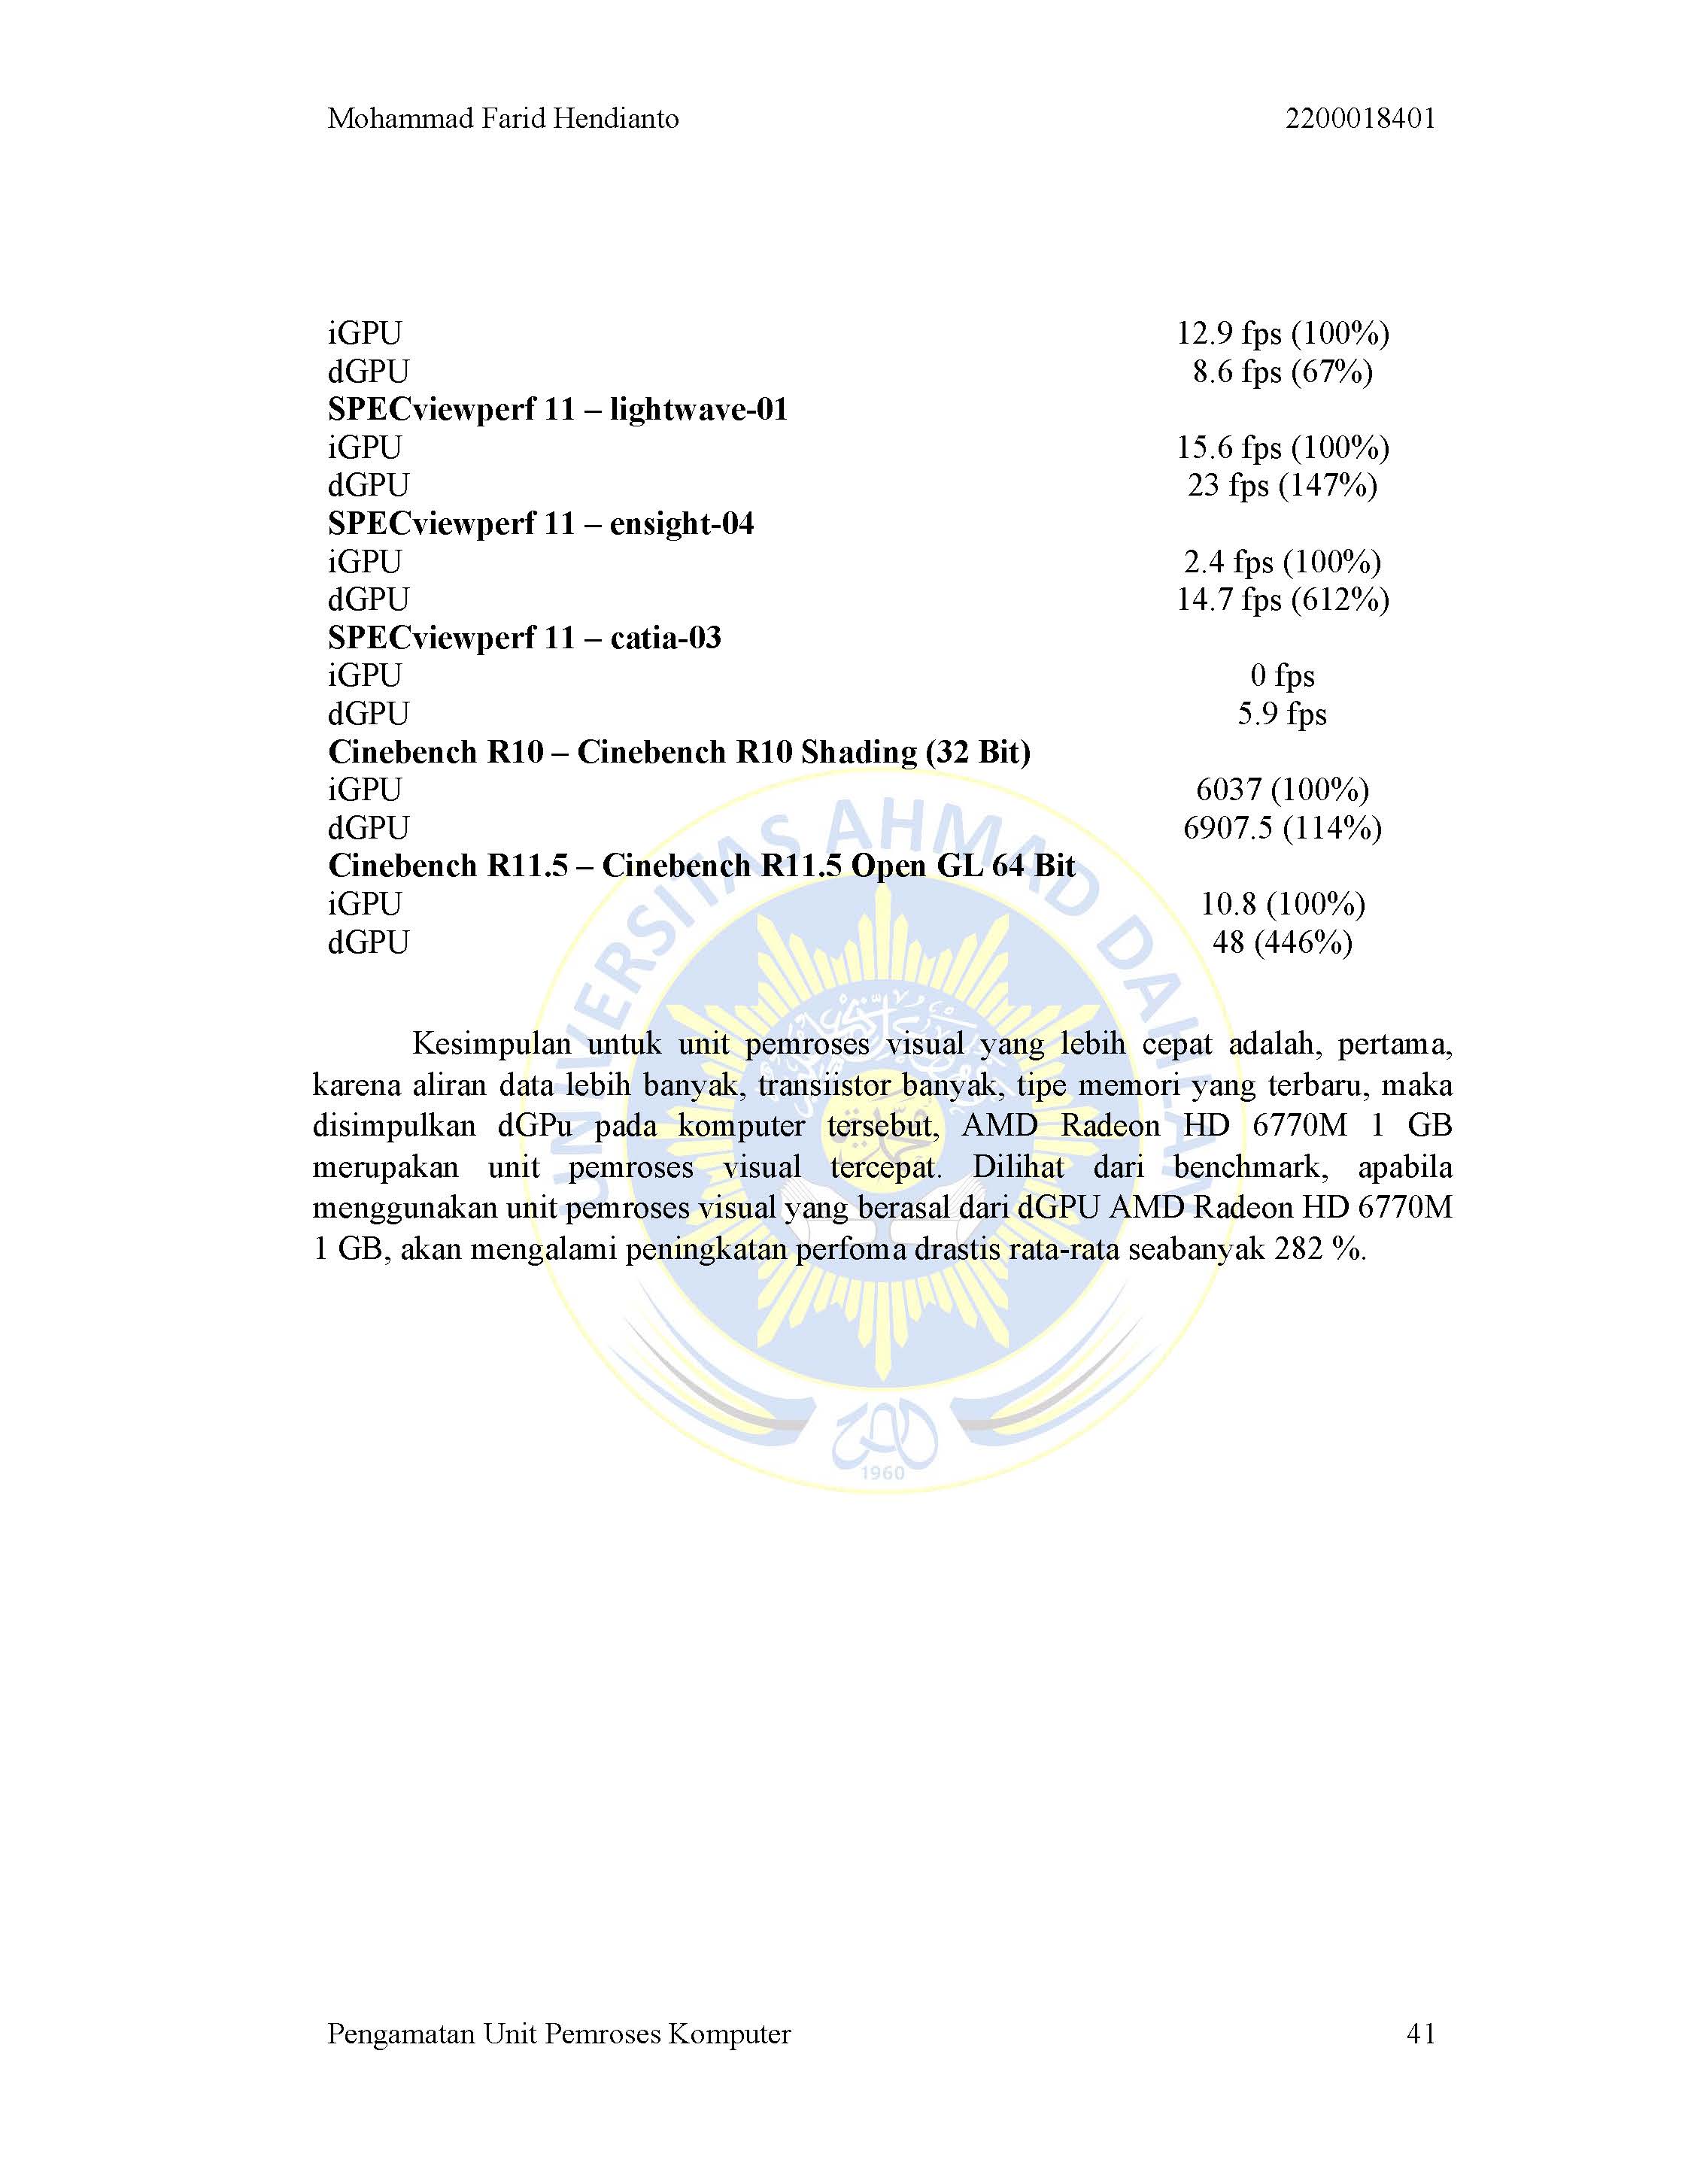 Mohammad Farid Hendianto 2200018401
iGPU 12.9 fps (100%)
dGPU 8.6 fps (67%)
SPECviewperf 11 – lightwave-01
iGPU 15.6 fps (100%)
dGPU 23 fps (147%)
SPECviewperf 11 – ensight-04
iGPU 2.4 fps (100%)
dGPU 14.7 fps (612%)
SPECviewperf 11 – catia-03
iGPU 0 fps
dGPU 5.9 fps
Cinebench R10 – Cinebench R10 Shading (32 Bit)
iGPU 6037 (100%)
dGPU 6907.5 (114%)
Cinebench R11.5 – Cinebench R11.5 Open GL 64 Bit
iGPU 10.8 (100%)
dGPU 48 (446%)
UNIVERSITAS AHMAD DAHLAN
Kesimpulan untuk unit pemroses visual yang lebih cepat adalah, pertama,
karena aliran data lebih banyak, transiistor banyak, tipe memori yang terbaru, maka
disimpulkan dGPu pada komputer tersebut, AMD Radeon HD 6770M 1 GB
merupakan unit pemroses visual tercepat. Dilihat dari benchmark, apabila
menggunakan unit pemroses visual yang berasal dari dGPU AMD Radeon HD 6770M
1 GB, akan mengalami peningkatan perfoma drastis rata-rata seabanyak 282 %.
1960
Pengamatan Unit Pemroses Komputer 41